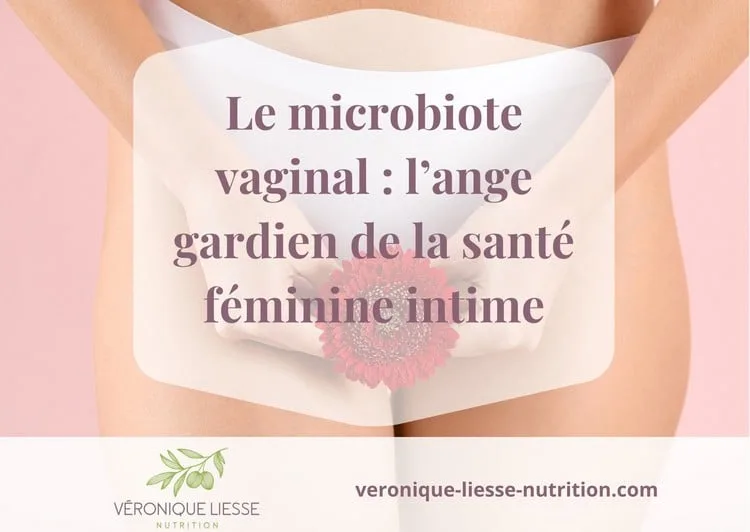 Le microbiote
vaginal : l’ange
gardien de la santé
féminine intime
VÉRONIQUE LIESSE
NUTRITION
veronique-liesse-nutrition.com